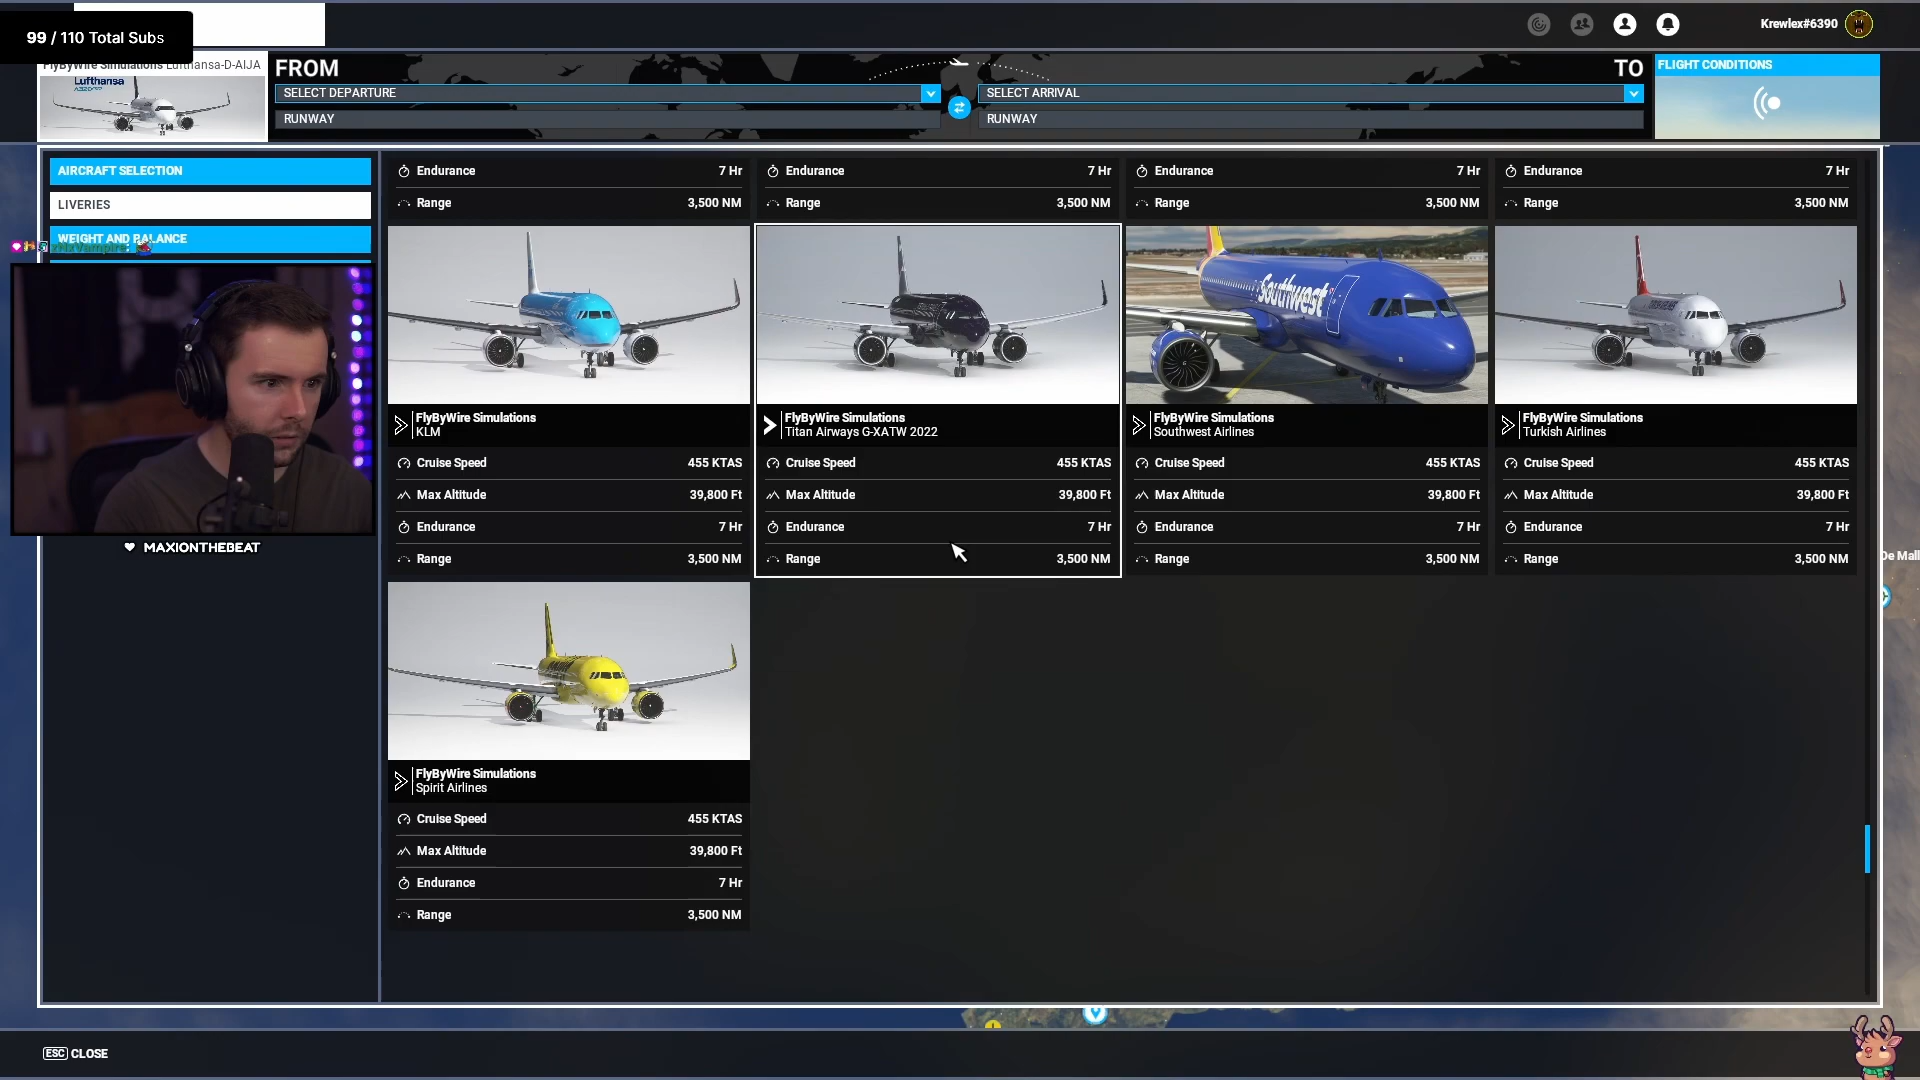 99 / 110 Total Subs
Krewlex#6390
FlyByWire Simulations Lufthansa-D-AIJA
Lufthansa
FROM
TO
SELECT DEPARTURE
SELECT ARRIVAL
RUNWAY
RUNWAY
FLIGHT CONDITIONS
AIRCRAFT SELECTION
LIVERIES
WEIGHT AND BALANCE
MAXIONTHEBEAT
Endurance 7 Hr
Range 3,500 NM
Endurance 7 Hr
Range 3,500 NM
Endurance 7 Hr
Range 3,500 NM
Endurance 7 Hr
Range 3,500 NM
FlyByWire Simulations
KLM
Cruise Speed 455 KTAS
Max Altitude 39,800 Ft
Endurance 7 Hr
Range 3,500 NM
FlyByWire Simulations
Titan Airways G-XATW 2022
Cruise Speed 455 KTAS
Max Altitude 39,800 Ft
Endurance 7 Hr
Range 3,500 NM
Southwest
FlyByWire Simulations
Southwest Airlines
Cruise Speed 455 KTAS
Max Altitude 39,800 Ft
Endurance 7 Hr
Range 3,500 NM
FlyByWire Simulations
Turkish Airlines
Cruise Speed 455 KTAS
Max Altitude 39,800 Ft
Endurance 7 Hr
Range 3,500 NM
De Mall
FlyByWire Simulations
Spirit Airlines
Cruise Speed 455 KTAS
Max Altitude 39,800 Ft
Endurance 7 Hr
Range 3,500 NM
ESC CLOSE